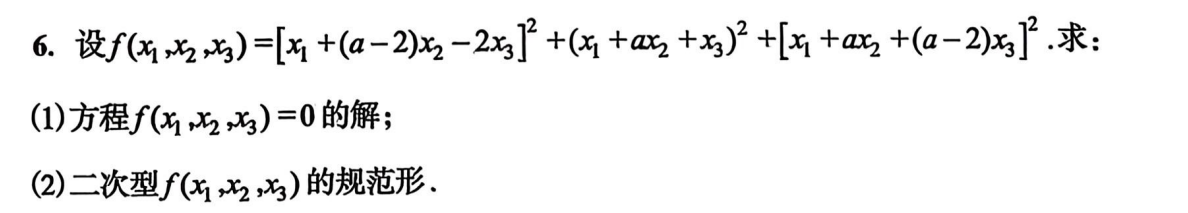 6. 设f(x₁,x₂,x₃)=[x₁+(a-2)x₂-2x₃]²+(x₁+ax₂+x₃)²+[x₁+ax₂+(a-2)x₃]².求:
(1)方程f(x₁,x₂,x₃)=0的解;
(2)二次型f(x₁,x₂,x₃)的规范形.